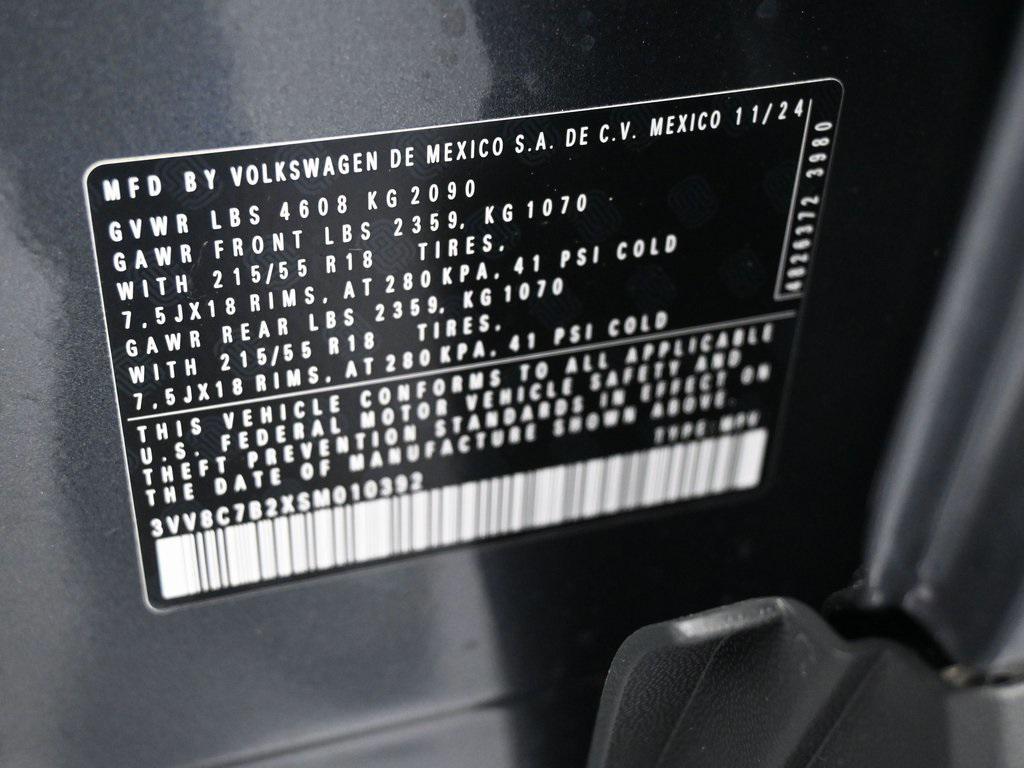 MFD BY VOLKSWAGEN DE MEXICO S.A. DE C.V. MEXICO 11/24
GVWR LBS 4608 KG 2090
GAWR FRONT LBS 2359, KG 1070
WITH 215/55 R18 TIRES,
7,5JX18 RIMS, AT 280 KPA, 41 PSI COLD
GAWR REAR LBS 2359, KG 1070
WITH 215/55 R18 TIRES,
7,5JX18 RIMS, AT 280 KPA, 41 PSI COLD
4826372 3980
THIS VEHICLE CONFORMS TO ALL APPLICABLE
U.S. FEDERAL MOTOR VEHICLE SAFETY AND
THEFT PREVENTION STANDARDS IN EFFECT ON
THE DATE OF MANUFACTURE SHOWN ABOVE.
TYPE: MPV
3VV8C7B2XSM010392